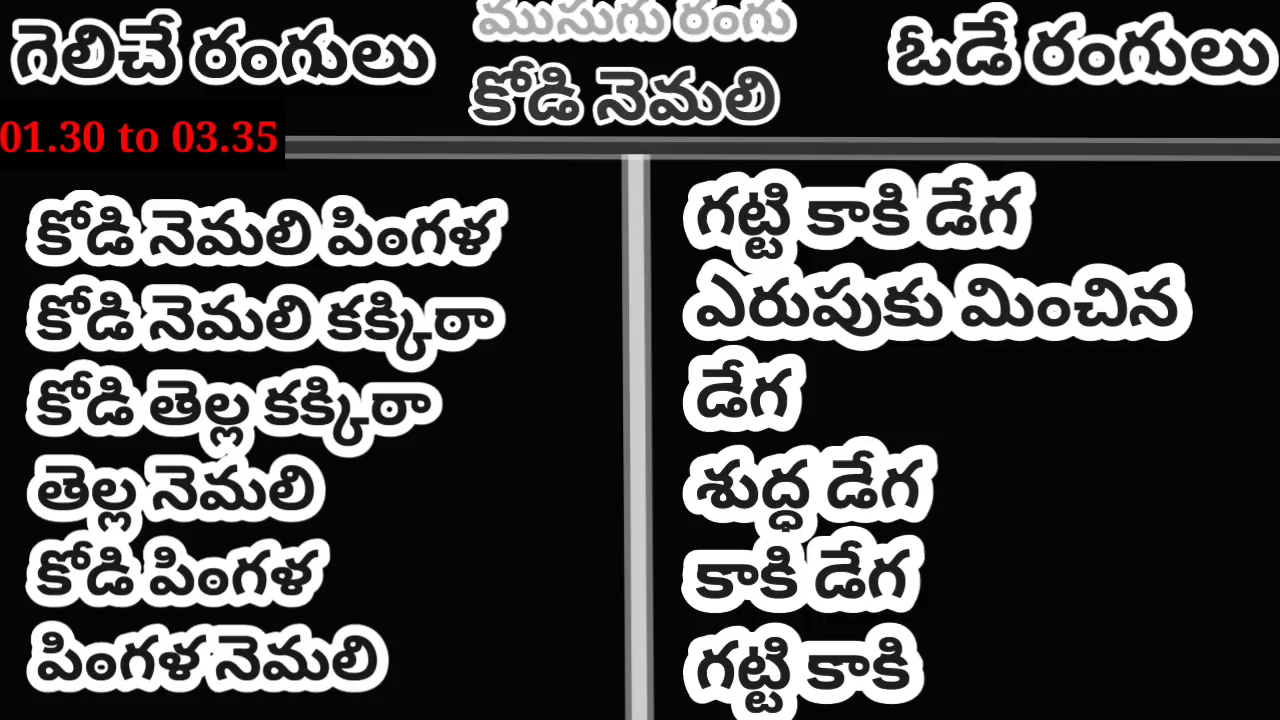 గెలిచే రంగులు
ముసుగు రంగు
కోడి నెమలి
ఓడే రంగులు
01.30 to 03.35
కోడి నెమలి పింగళ
కోడి నెమలి కక్కిరా
కోడి తెల్ల కక్కిరా
తెల్ల నెమలి
కోడి పింగళ
పింగళ నెమలి
గట్టి కాకి డేగ
ఎరుపుకు మించిన
డేగ
శుద్ధ డేగ
కాకి డేగ
గట్టి కాకి